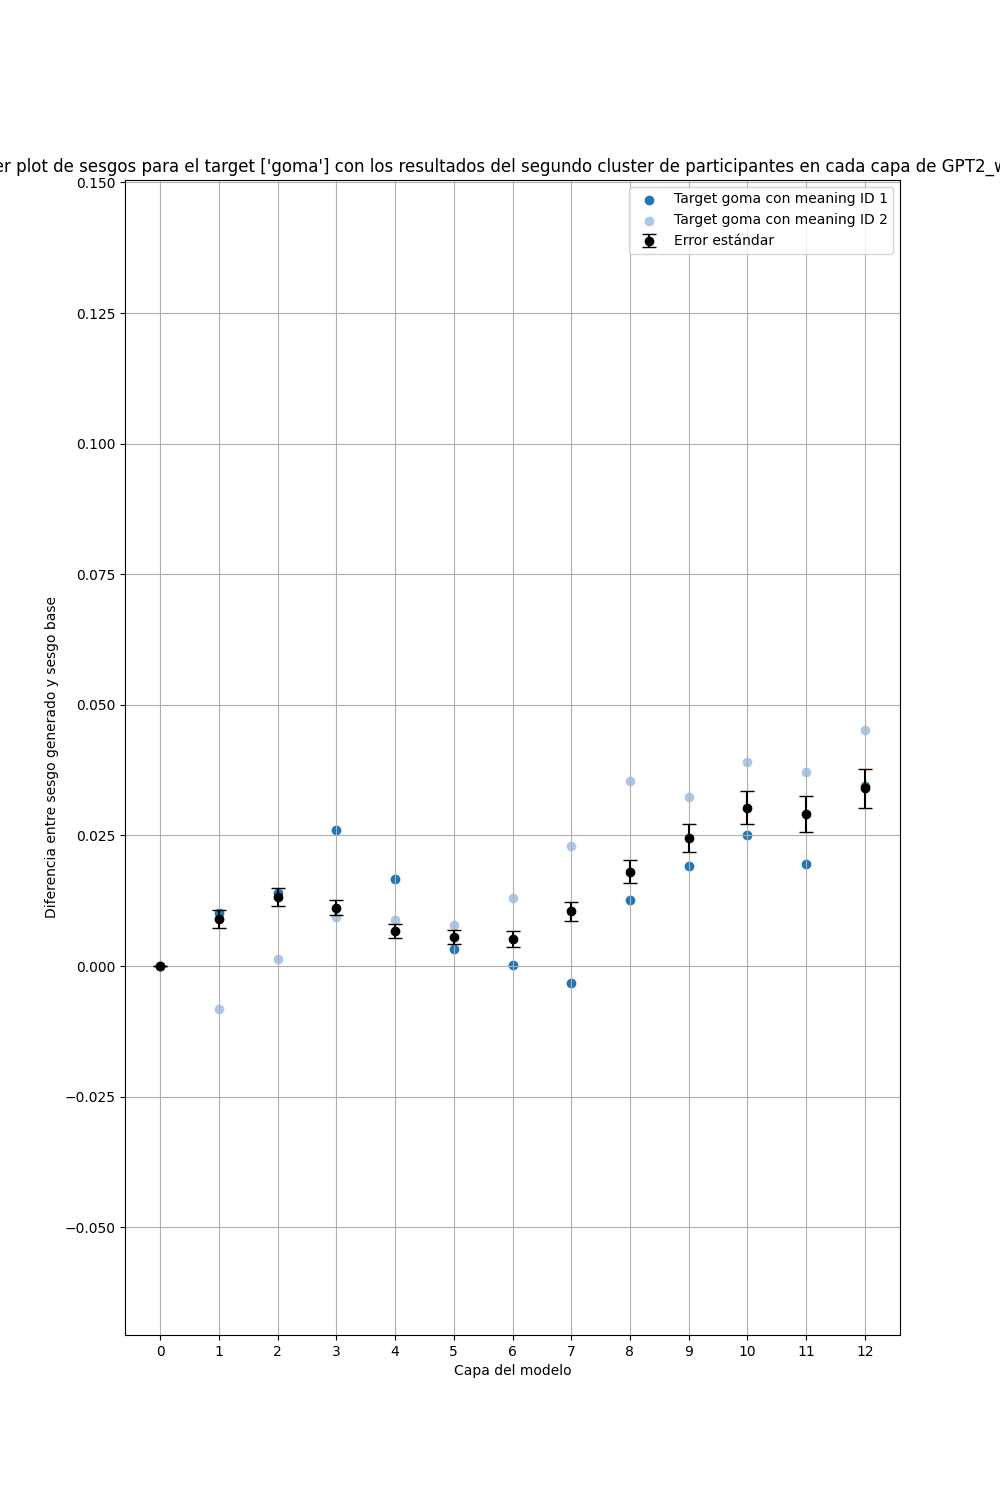 plot de sesgos para el target ['goma'] con los resultados del segundo cluster de participantes en cada capa de
Target goma con meaning ID 1
Target goma con meaning ID 2
Error estándar
0.150
0.125
0.100
0.075
0.050
0.025
0.000
−0.025
−0.050
Diferencia entre sesgo generado y sesgo base
0 1 2 3 4 5 6 7 8 9 10 11 12
Capa del modelo